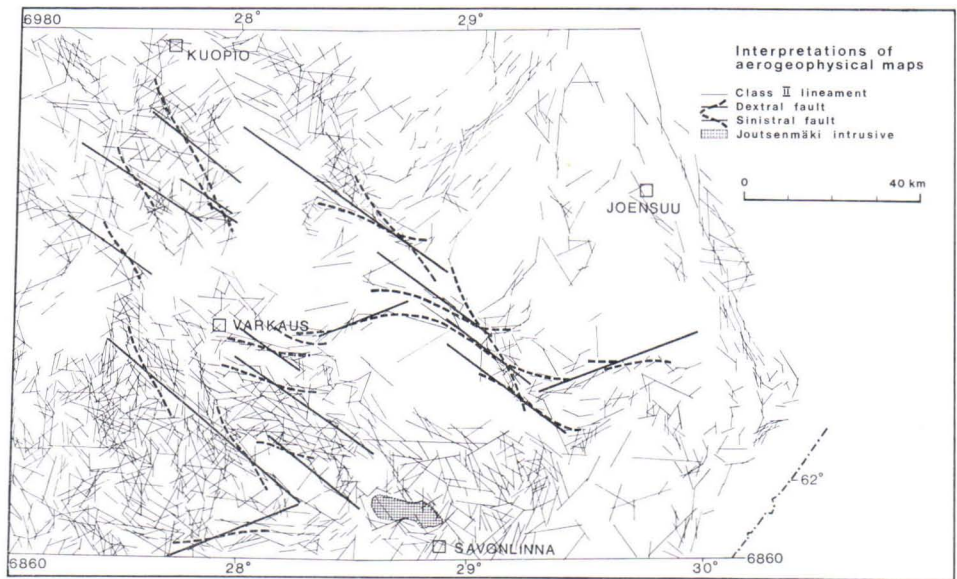 6980
28°
29°
KUOPIO
Interpretations of
aerogeophysical maps
Class II lineament
Dextral fault
Sinistral fault
Joutsenmäki intrusive
0 40 km
JOENSUU
VARKAUS
62°
SAVONLINNA
6860
28°
29°
30°
6860